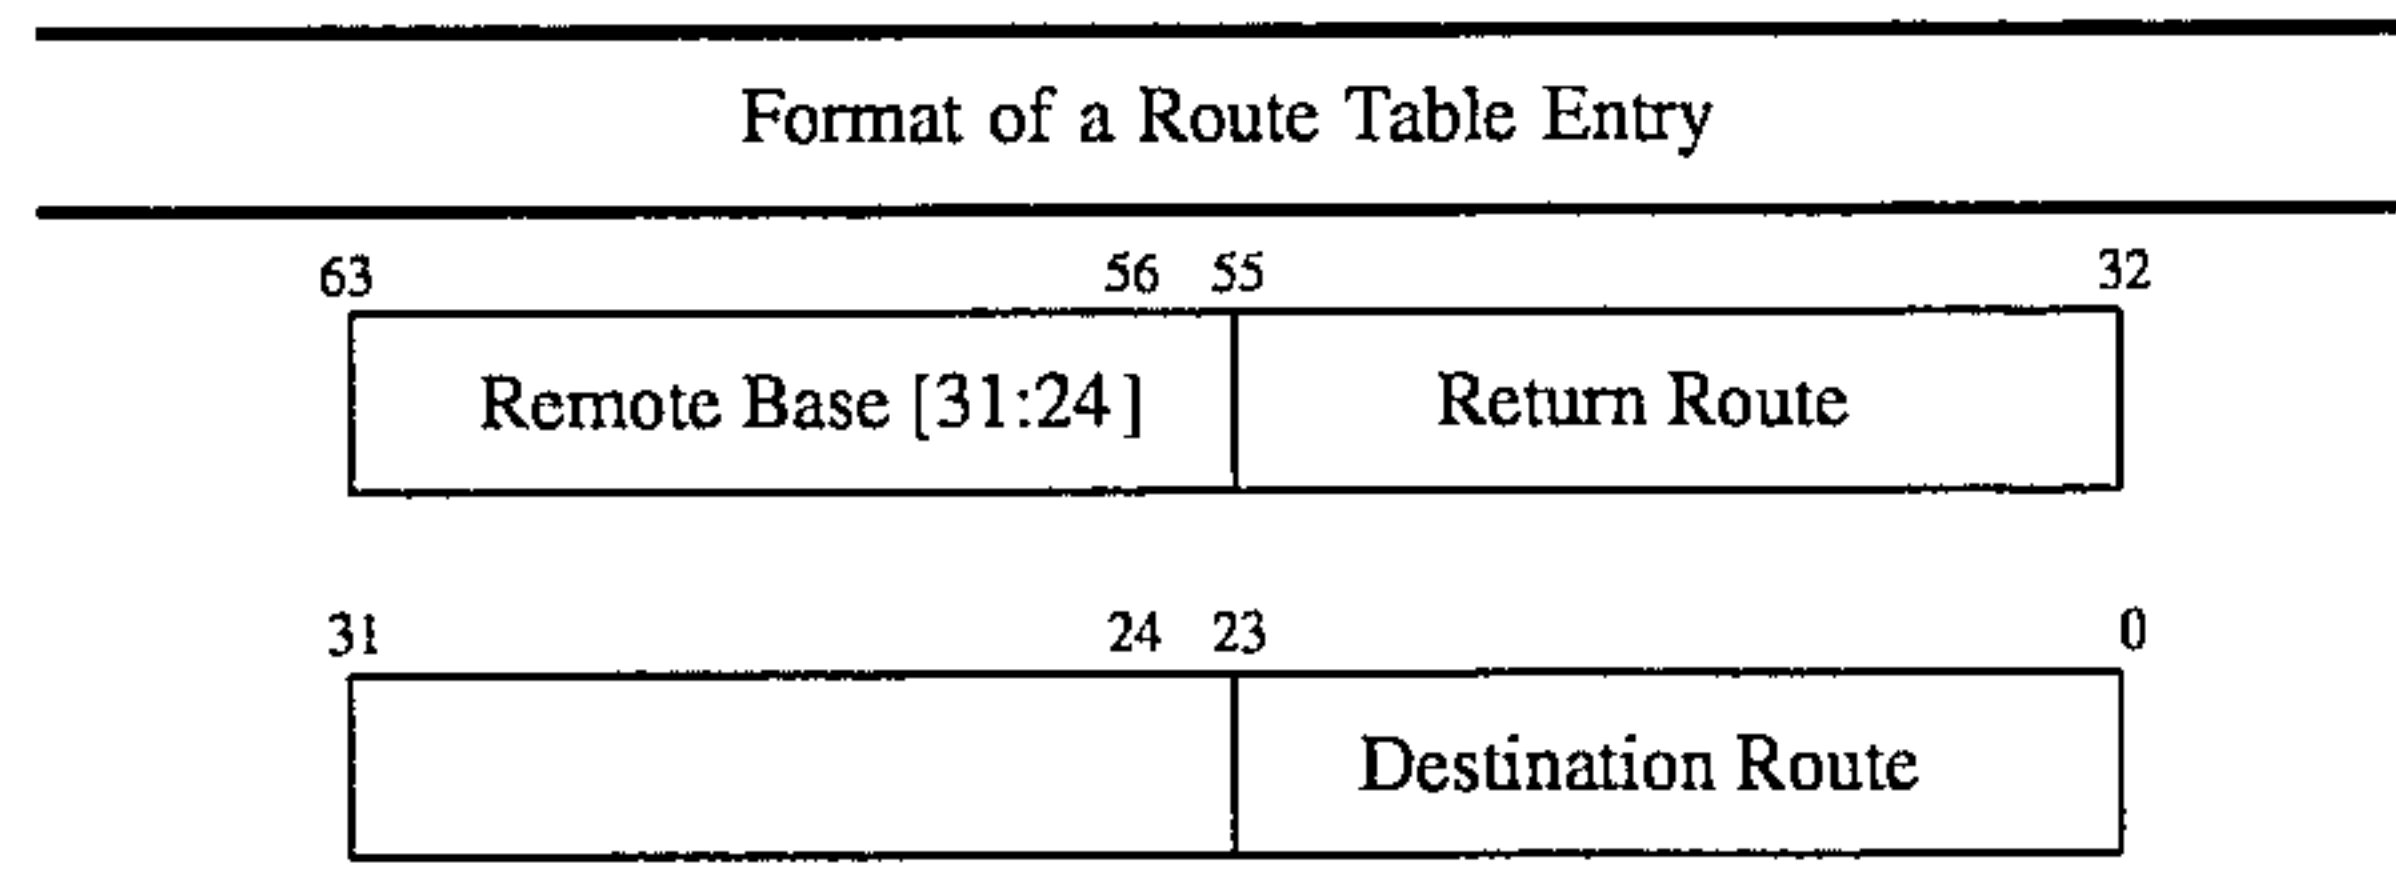 Format of a Route Table Entry
63 56 55 32
Remote Base [31:24] Return Route
31 24 23 0
Destination Route